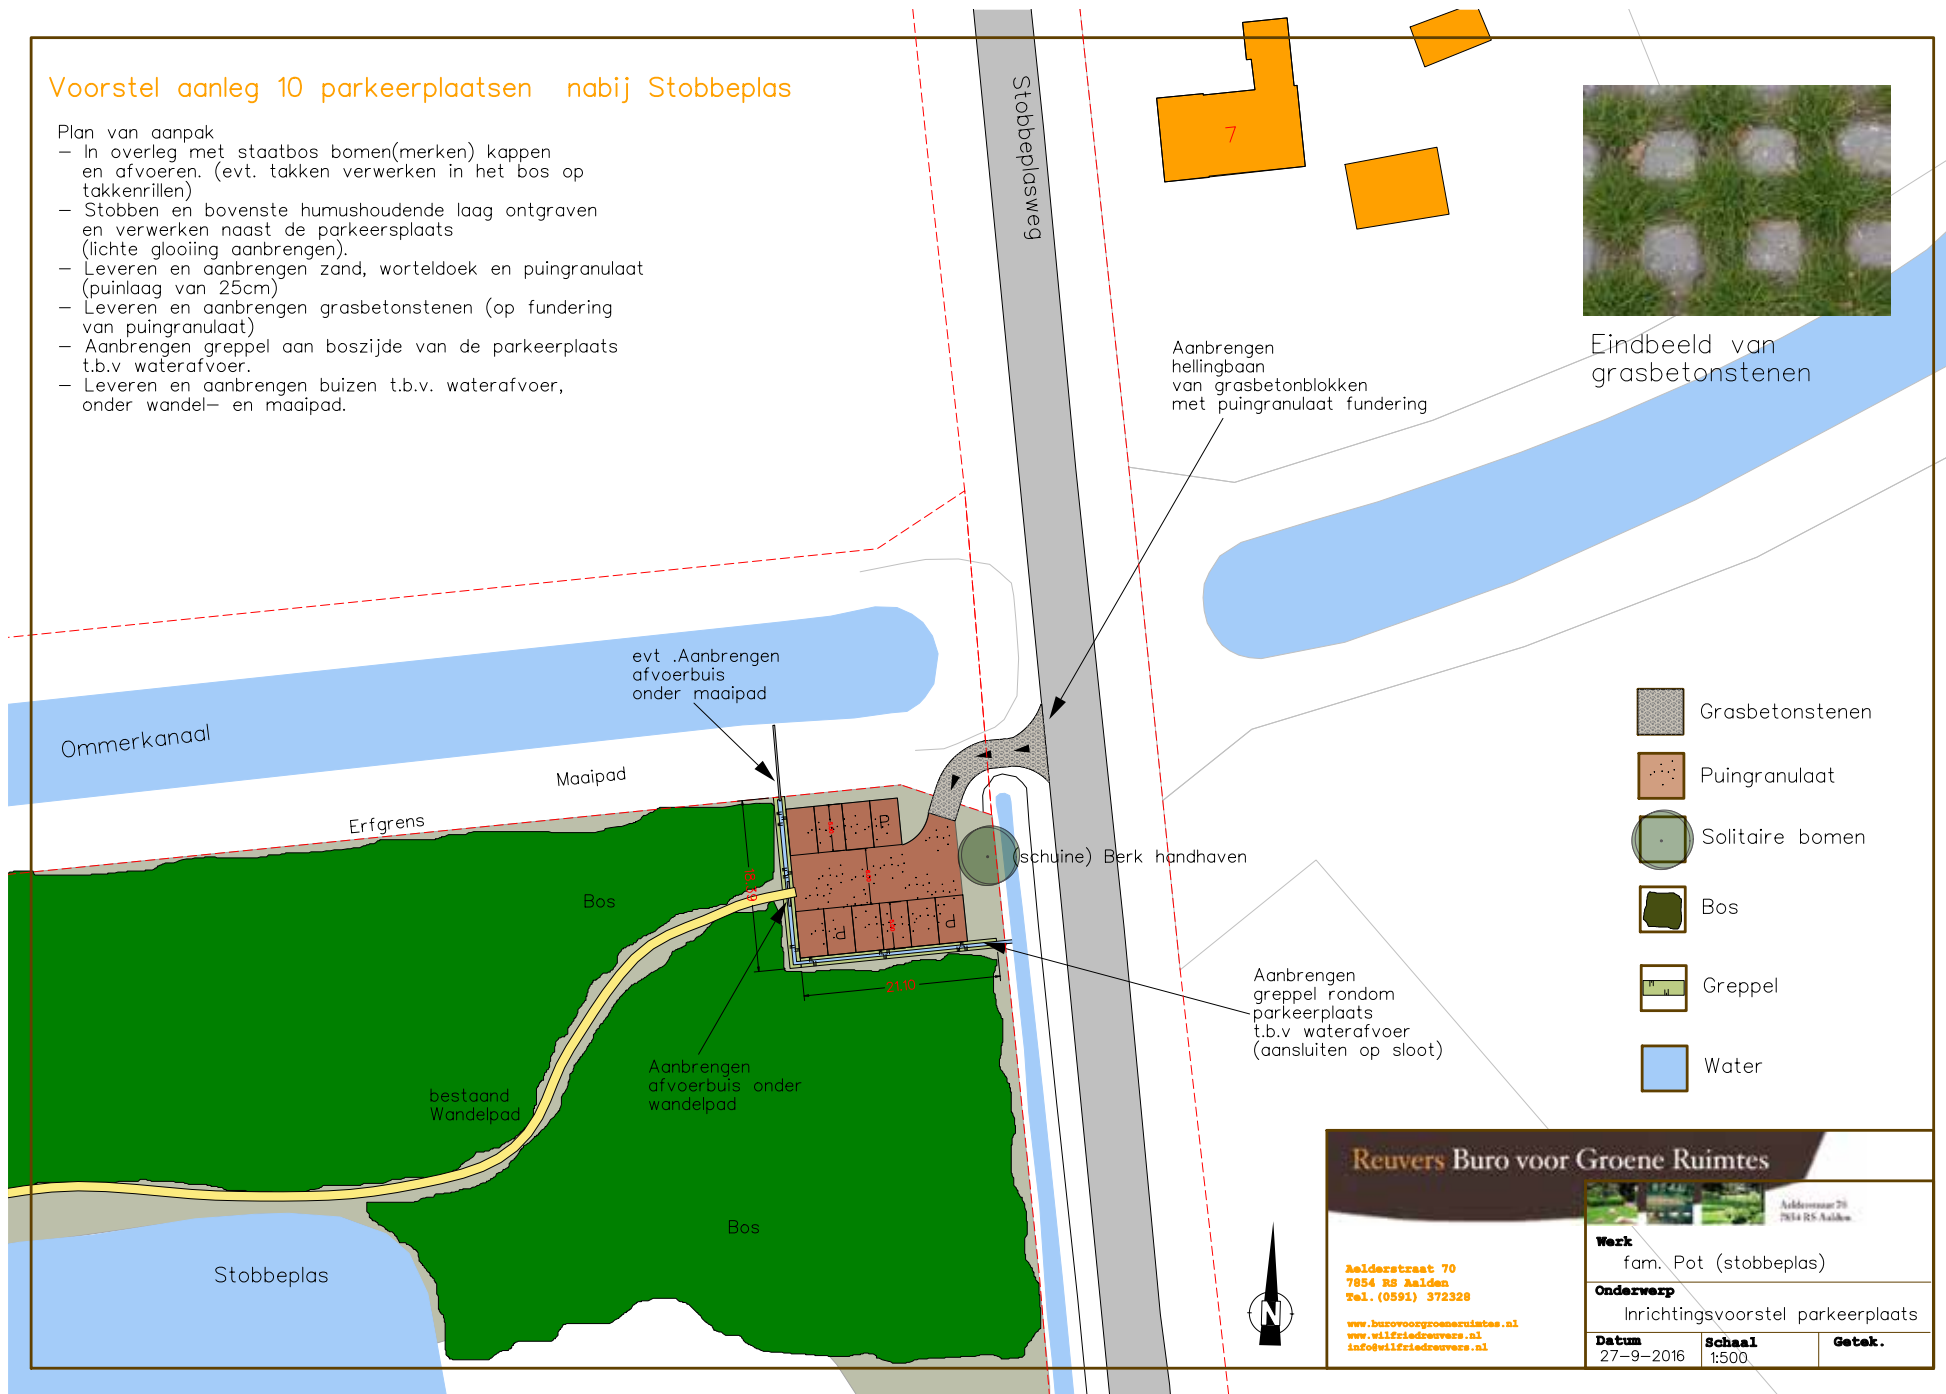 Voorstel aanleg 10 parkeerplaatsen nabij Stobbeplas
Plan van aanpak
- In overleg met staatbos bomen(merken) kappen
en afvoeren. (evt. takken verwerken in het bos op
takkenrillen)
- Stobben en bovenste humushoudende laag ontgraven
en verwerken naast de parkeersplaats
(lichte glooiing aanbrengen).
- Leveren en aanbrengen zand, worteldoek en puingranulaat
(puinlaag van 25cm)
- Leveren en aanbrengen grasbetonstenen (op fundering
van puingranulaat)
- Aanbrengen greppel aan boszijde van de parkeerplaats
t.b.v waterafvoer.
- Leveren en aanbrengen buizen t.b.v. waterafvoer,
onder wandel- en maaipad.
Stobbeplasweg
7
Eindbeeld van
grasbetonstenen
Aanbrengen
hellingbaan
van grasbetonblokken
met puingranulaat fundering
evt .Aanbrengen
afvoerbuis
onder maaipad
Ommerkanaal
Maaipad
Erfgrens
P
(schuine) Berk handhaven
Bos
P
P
Aanbrengen
greppel rondom
parkeerplaats
t.b.v waterafvoer
(aansluiten op sloot)
Aanbrengen
afvoerbuis onder
wandelpad
bestaand
Wandelpad
Bos
Stobbeplas
Grasbetonstenen
Puingranulaat
Solitaire bomen
Bos
Greppel
Water
N
Reuvers Buro voor Groene Ruimtes
Aelderstraat 70
7854 RS Aalden
Aelderstraat 70
7854 RS Aalden
Tel.(0591) 372328
www.burovoorgroeneruimtes.nl
www.wilfriedreuvers.nl
info@wilfriedreuvers.nl
Werk
fam. Pot (stobbeplas)
Onderwerp
Inrichtingsvoorstel parkeerplaats
Datum
27-9-2016
Schaal
1:500
Getek.